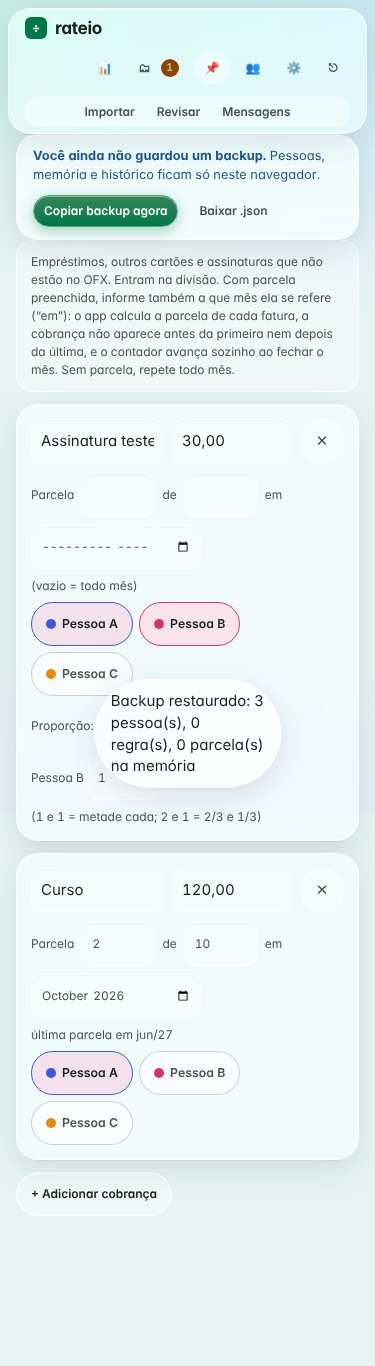 ÷ rateio
1
Importar Revisar Mensagens
Você ainda não guardou um backup. Pessoas,
memória e histórico ficam só neste navegador.
Copiar backup agora Baixar .json
Empréstimos, outros cartões e assinaturas que não
estão no OFX. Entram na divisão. Com parcela
preenchida, informe também a que mês ela se refere
(“em”): o app calcula a parcela de cada fatura, a
cobrança não aparece antes da primeira nem depois
da última, e o contador avança sozinho ao fechar o
mês. Sem parcela, repete todo mês.
Assinatura teste 30,00 ✕
Parcela de em
--------- ----
(vazio = todo mês)
Pessoa A Pessoa B
Pessoa C
Backup restaurado: 3
pessoa(s), 0
regra(s), 0 parcela(s)
na memória
Proporção:
Pessoa B 1
(1 e 1 = metade cada; 2 e 1 = 2/3 e 1/3)
Curso 120,00 ✕
Parcela 2 de 10 em
October 2026
última parcela em jun/27
Pessoa A Pessoa B
Pessoa C
+ Adicionar cobrança